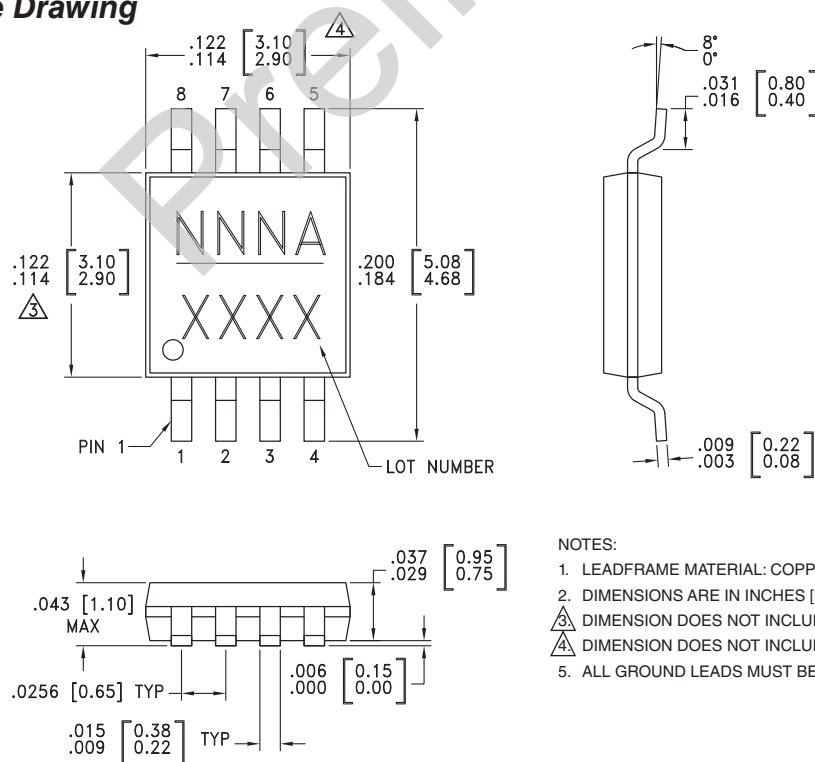 e Drawing
Prelim
.122 [3.10]
.114 [2.90]
4
8 7 6 5
8°
0°
.031 [0.80]
.016 [0.40]
NNNA
XXXX
.122 [3.10]
.114 [2.90]
3
.200 [5.08]
.184 [4.68]
PIN 1
1 2 3 4
LOT NUMBER
.009 [0.22]
.003 [0.08]
.037 [0.95]
.029 [0.75]
.043 [1.10]
MAX
.0256 [0.65] TYP
.006 [0.15]
.000 [0.00]
.015 [0.38] TYP
.009 [0.22]
NOTES:
1. LEADFRAME MATERIAL: COPP
2. DIMENSIONS ARE IN INCHES [
3. DIMENSION DOES NOT INCLU
4. DIMENSION DOES NOT INCLU
5. ALL GROUND LEADS MUST BE